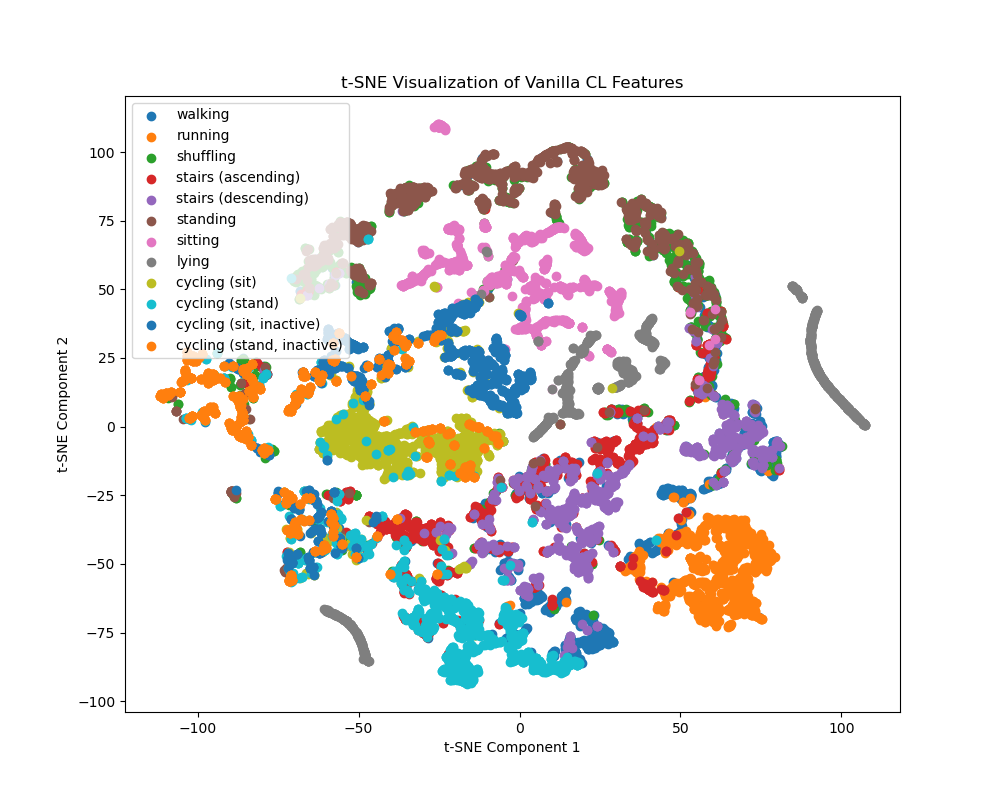 t-SNE Visualization of Vanilla CL Features
walking
running
shuffling
stairs (ascending)
stairs (descending)
standing
sitting
lying
cycling (sit)
cycling (stand)
cycling (sit, inactive)
cycling (stand, inactive)
100
75
50
25
0
−25
−50
−75
−100
t-SNE Component 2
−100
−50
0
50
100
t-SNE Component 1